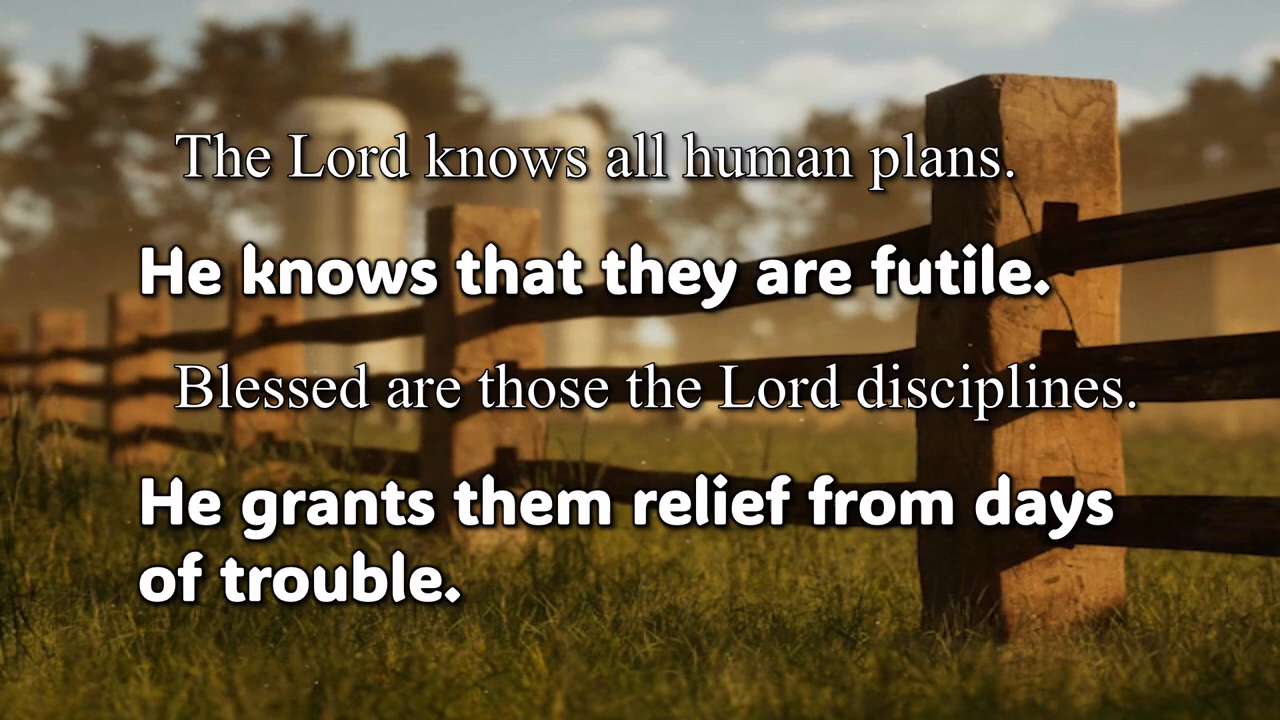 The Lord knows all human plans.
He knows that they are futile.
Blessed are those the Lord disciplines.
He grants them relief from days
of trouble.